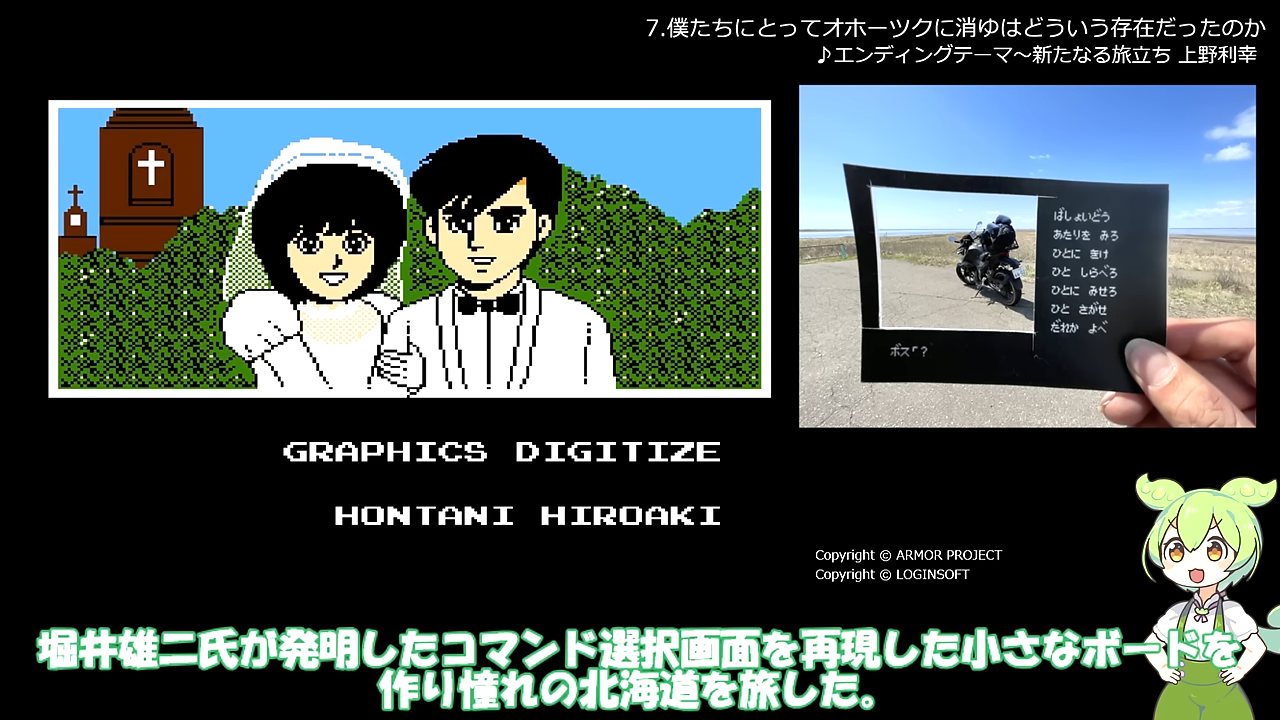 7.僕たちにとってオホーツクに消ゆはどういう存在だったのか
♪エンディングテーマ～新たなる旅立ち 上野利幸
ばしょいどう
あたりを みろ
ひとに きけ
ひと しらべろ
ひとに みせろ
ひと さがせ
だれか よべ
ボス「?
GRAPHICS DIGITIZE
HONTANI HIROAKI
Copyright © ARMOR PROJECT
Copyright © LOGINSOFT
堀井雄二氏が発明したコマンド選択画面を再現した小さなボードを
作り憧れの北海道を旅した。